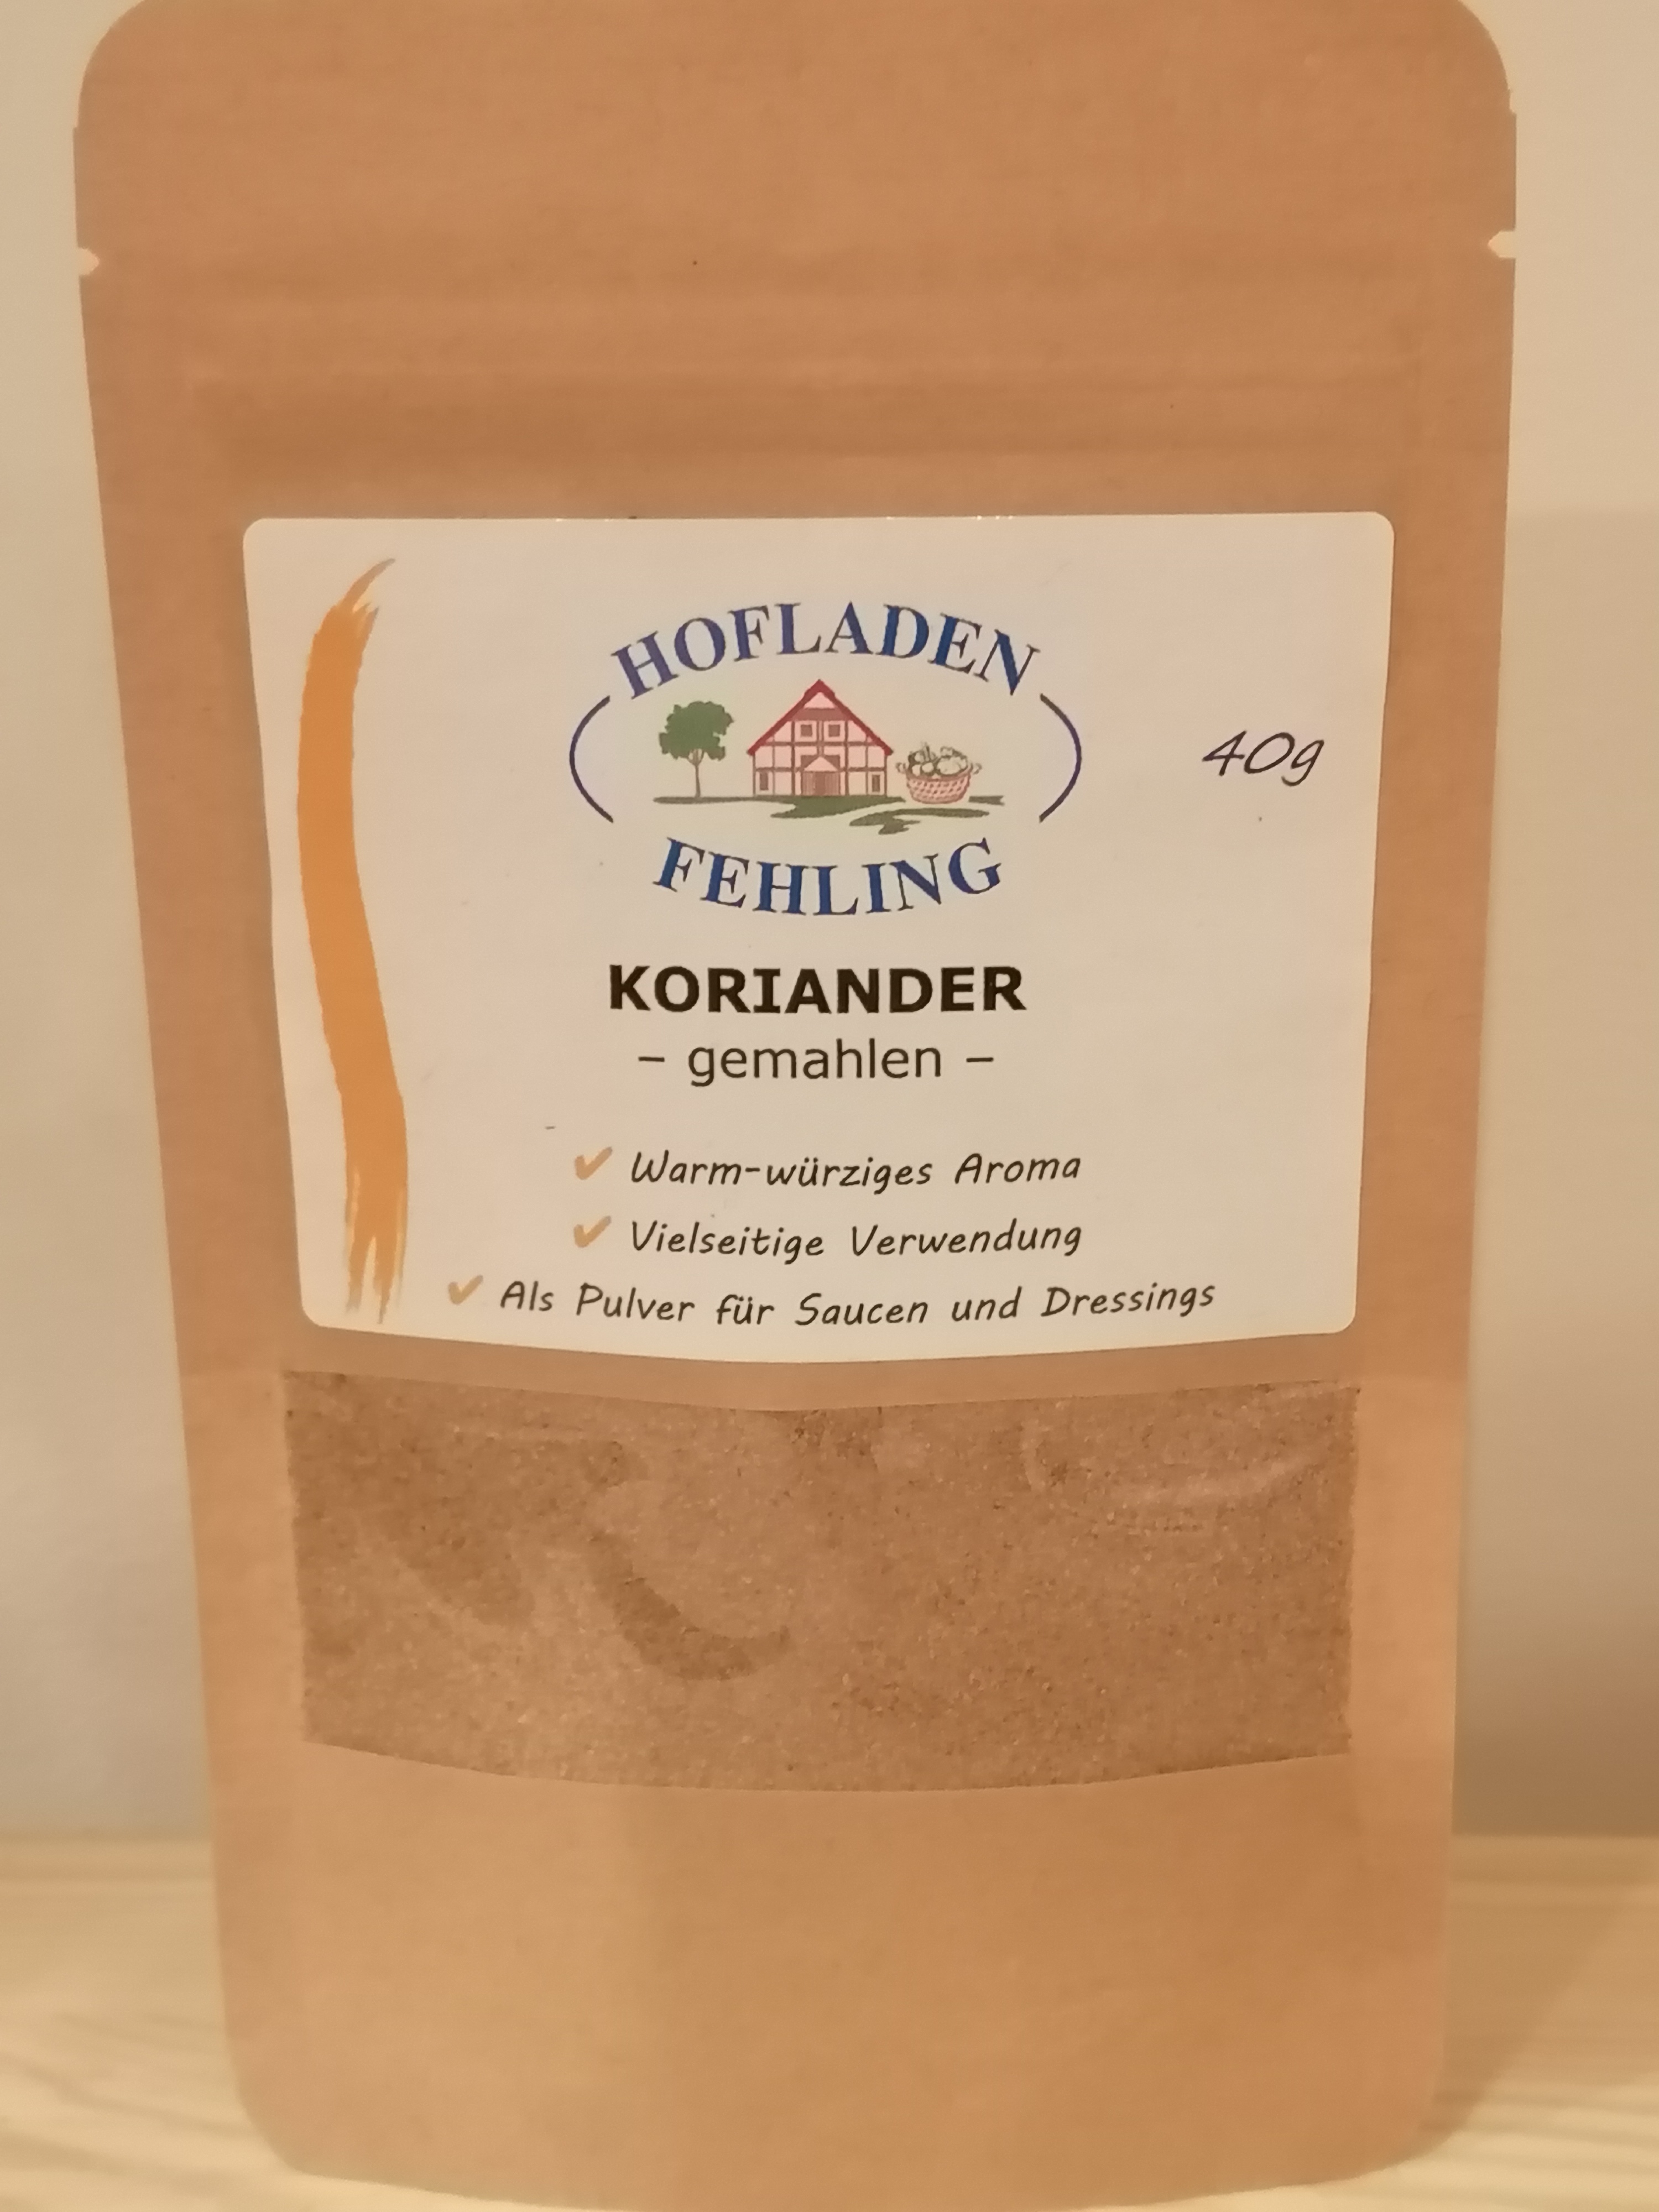 HOFLADEN
FEHLING
40g
KORIANDER
– gemahlen –
✔ Warm-würziges Aroma
✔ Vielseitige Verwendung
✔ Als Pulver für Saucen und Dressings